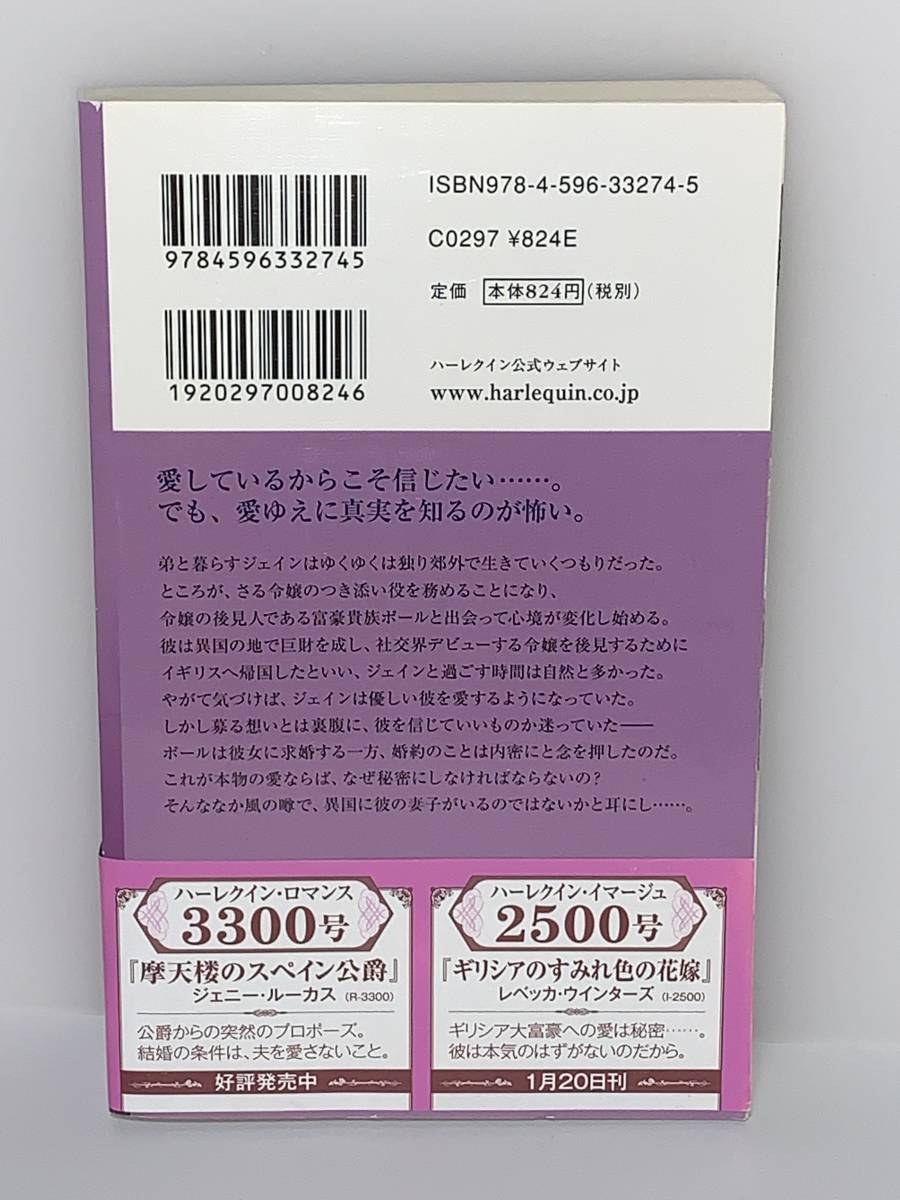 ISBN978-4-596-33274-5
9784596332745
C0297 ¥824E
定価 本体824円(税別)
1920297008246
ハーレクイン公式ウェブサイト
www.harlequin.co.jp
愛しているからこそ信じたい……。
でも、愛ゆえに真実を知るのが怖い。
弟と暮らすジェインはゆくゆくは独り郊外で生きていくつもりだった。
ところが、さる令嬢のつき添い役を務めることになり、
令嬢の後見人である富豪貴族ポールと出会って心境が変化し始める。
彼は異国の地で巨財を成し、社交界デビューする令嬢を後見するために
イギリスへ帰国したといい、ジェインと過ごす時間は自然と多かった。
やがて気づけば、ジェインは優しい彼を愛するようになっていた。
しかし募る想いとは裏腹に、彼を信じていいものか迷っていた――
ポールは彼女に求婚する一方、婚約のことは内密にと念を押したのだ。
これが本物の愛ならば、なぜ秘密にしなければならないの?
そんななか風の噂で、異国に彼の妻子がいるのではないかと耳にし……。
ハーレクイン・ロマンス
3300号
『摩天楼のスペイン公爵』
ジェニー・ルーカス (R-3300)
公爵からの突然のプロポーズ。
結婚の条件は、夫を愛さないこと。
好評発売中
ハーレクイン・イマージュ
2500号
『ギリシアのすみれ色の花嫁』
レベッカ・ウインターズ (I-2500)
ギリシア大富豪への愛は秘密……。
彼は本気のはずがないのだから。
1月20日刊